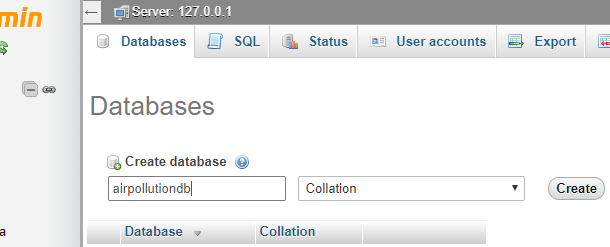 min
Server: 127.0.0.1
Databases SQL Status User accounts Export
Databases
Create database
airpollutiondb Collation Create
Database Collation
a